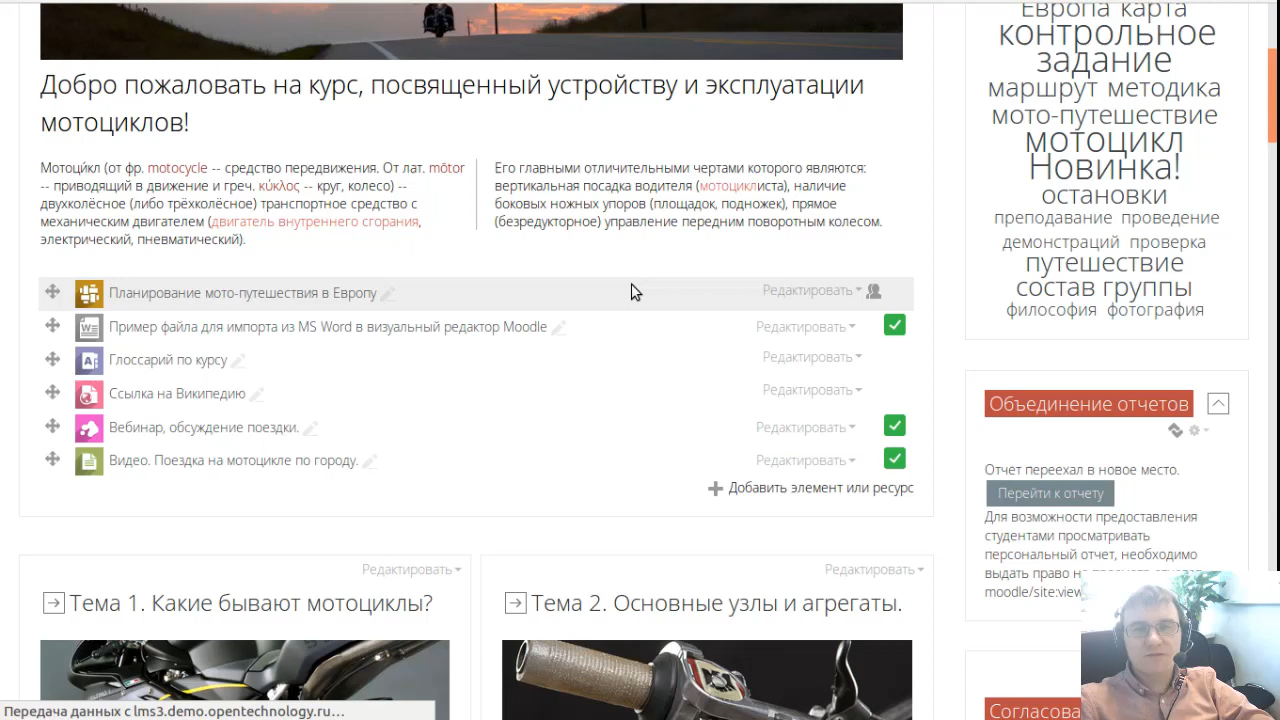 Добро пожаловать на курс, посвященный устройству и эксплуатации
мотоциклов!
Мотоци́кл (от фр. motocycle -- средство передвижения. От лат. mōtor
-- приводящий в движение и греч. κύκλος -- круг, колесо) --
двухколёсное (либо трёхколёсное) транспортное средство с
механическим двигателем (двигатель внутреннего сгорания,
электрический, пневматический).
Его главными отличительными чертами которого являются:
вертикальная посадка водителя (мотоциклиста), наличие
боковых ножных упоров (площадок, подножек), прямое
(безредукторное) управление передним поворотным колесом.
Планирование мото-путешествия в Европу Редактировать
Пример файла для импорта из MS Word в визуальный редактор Moodle Редактировать
Глоссарий по курсу Редактировать
Ссылка на Википедию Редактировать
Вебинар, обсуждение поездки. Редактировать
Видео. Поездка на мотоцикле по городу. Редактировать
Добавить элемент или ресурс
Редактировать
Тема 1. Какие бывают мотоциклы?
Редактировать
Тема 2. Основные узлы и агрегаты.
Европа карта
контрольное
задание
маршрут методика
мото-путешествие
мотоцикл
Новинка!
остановки
преподавание проведение
демонстраций проверка
путешествие
состав группы
философия фотография
Объединение отчетов
Отчет переехал в новое место.
Перейти к отчету
Для возможности предоставления
студентами просматривать
персональный отчет, необходимо
выдать право
moodle/site:view
Согласова
Передача данных с lms3.demo.opentechnology.ru…